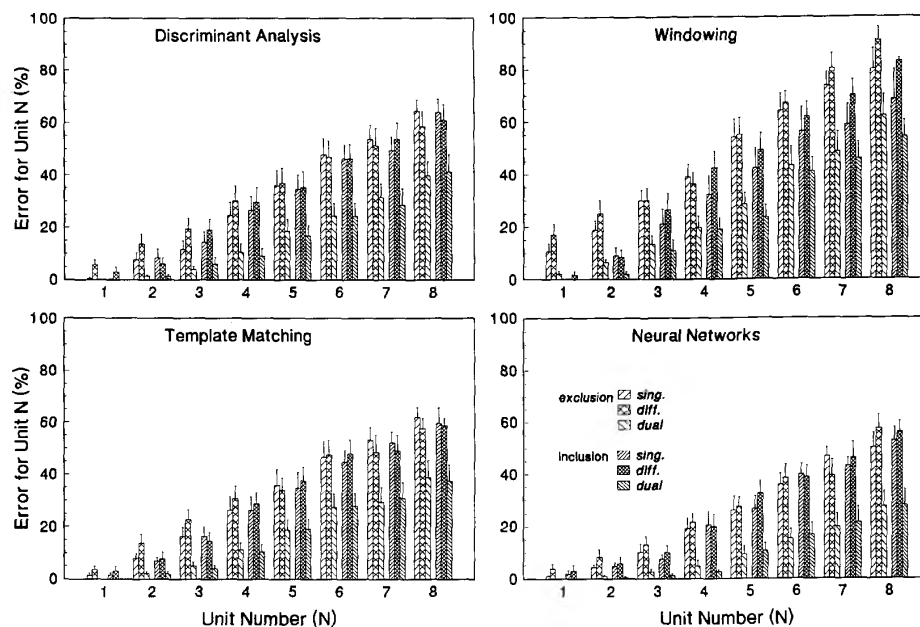 Discriminant Analysis
Error for Unit N (%)
100
80
60
40
20
0
1 2 3 4 5 6 7 8
Windowing
100
80
60
40
20
0
1 2 3 4 5 6 7 8
Template Matching
Error for Unit N (%)
100
80
60
40
20
0
1 2 3 4 5 6 7 8
Unit Number (N)
Neural Networks
100
80
60
40
20
0
exclusion sing.
diff.
dual
inclusion sing.
diff.
dual
1 2 3 4 5 6 7 8
Unit Number (N)